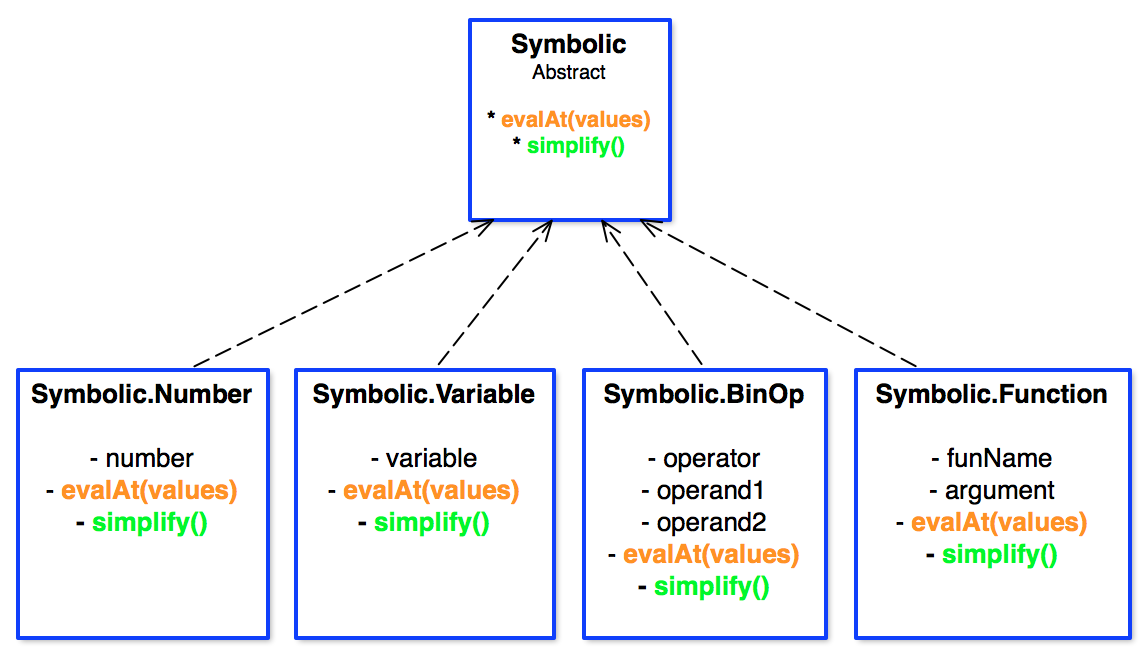 Symbolic
Abstract
* evalAt(values)
* simplify()
Symbolic.Number
- number
- evalAt(values)
- simplify()
Symbolic.Variable
- variable
- evalAt(values)
- simplify()
Symbolic.BinOp
- operator
- operand1
- operand2
- evalAt(values)
- simplify()
Symbolic.Function
- funName
- argument
- evalAt(values)
- simplify()